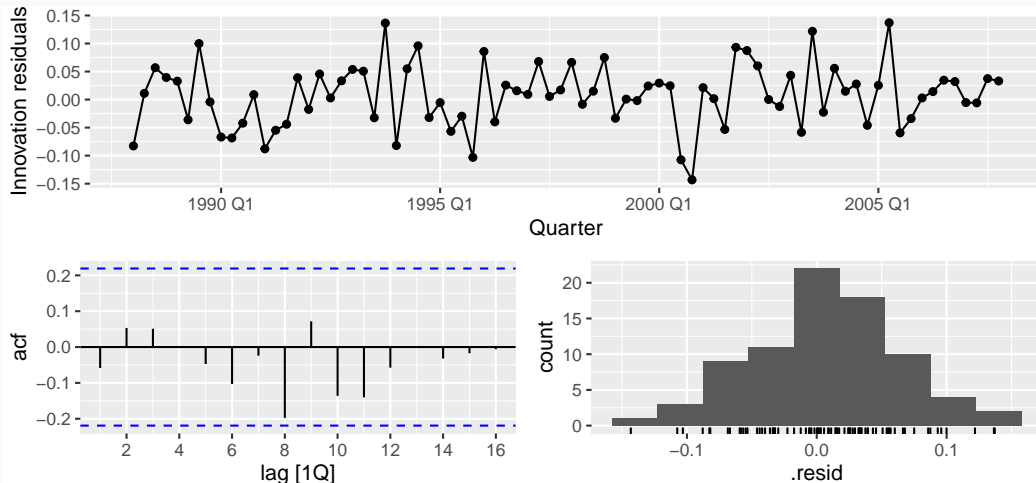 Innovation residuals
0.15
0.10
0.05
0.00
−0.05
−0.10
−0.15
1990 Q1 1995 Q1 2000 Q1 2005 Q1
Quarter
acf
0.2
0.1
0.0
−0.1
−0.2
2 4 6 8 10 12 14 16
lag [1Q]
count
20
15
10
5
0
−0.1 0.0 0.1
.resid